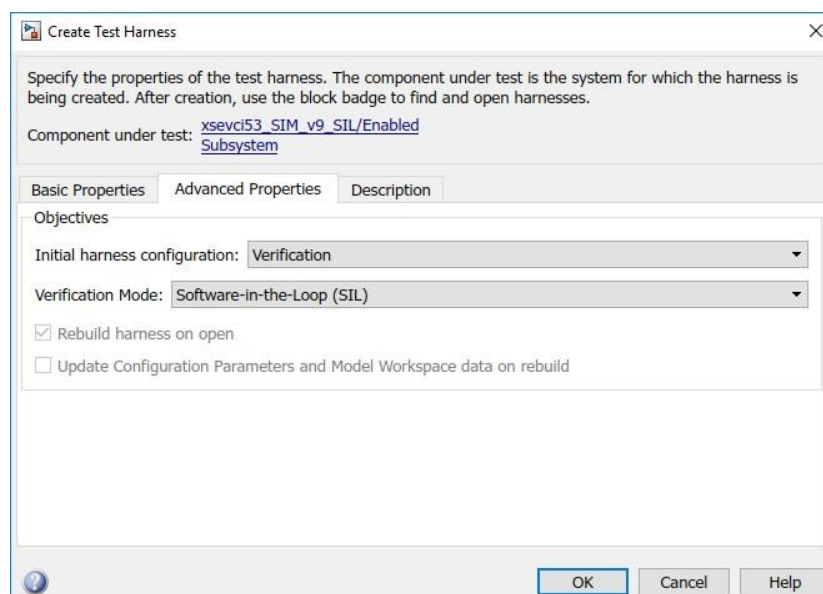 Create Test Harness
Specify the properties of the test harness. The component under test is the system for which the harness is
being created. After creation, use the block badge to find and open harnesses.
Component under test: xsevci53_SIM_v9_SIL/Enabled
Subsystem
Basic Properties Advanced Properties Description
Objectives
Initial harness configuration: Verification
Verification Mode: Software-in-the-Loop (SIL)
Rebuild harness on open
Update Configuration Parameters and Model Workspace data on rebuild
? OK Cancel Help